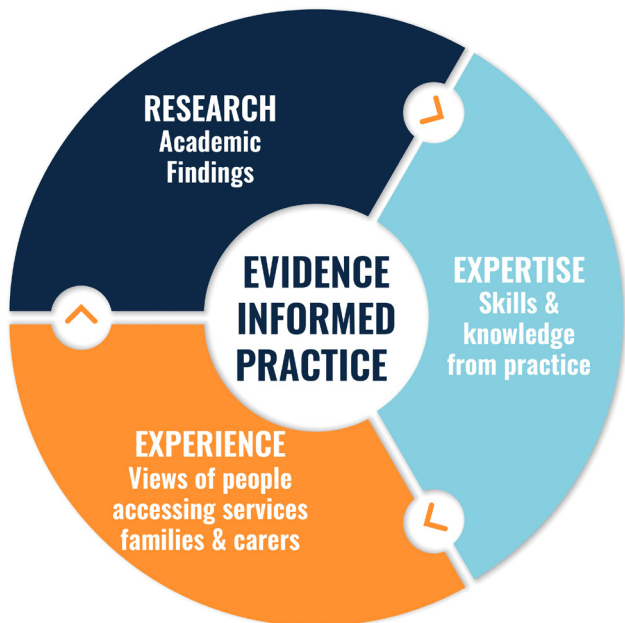 RESEARCH
Academic
Findings
EVIDENCE
INFORMED
PRACTICE
EXPERTISE
Skills &
knowledge
from practice
EXPERIENCE
Views of people
accessing services
families & carers